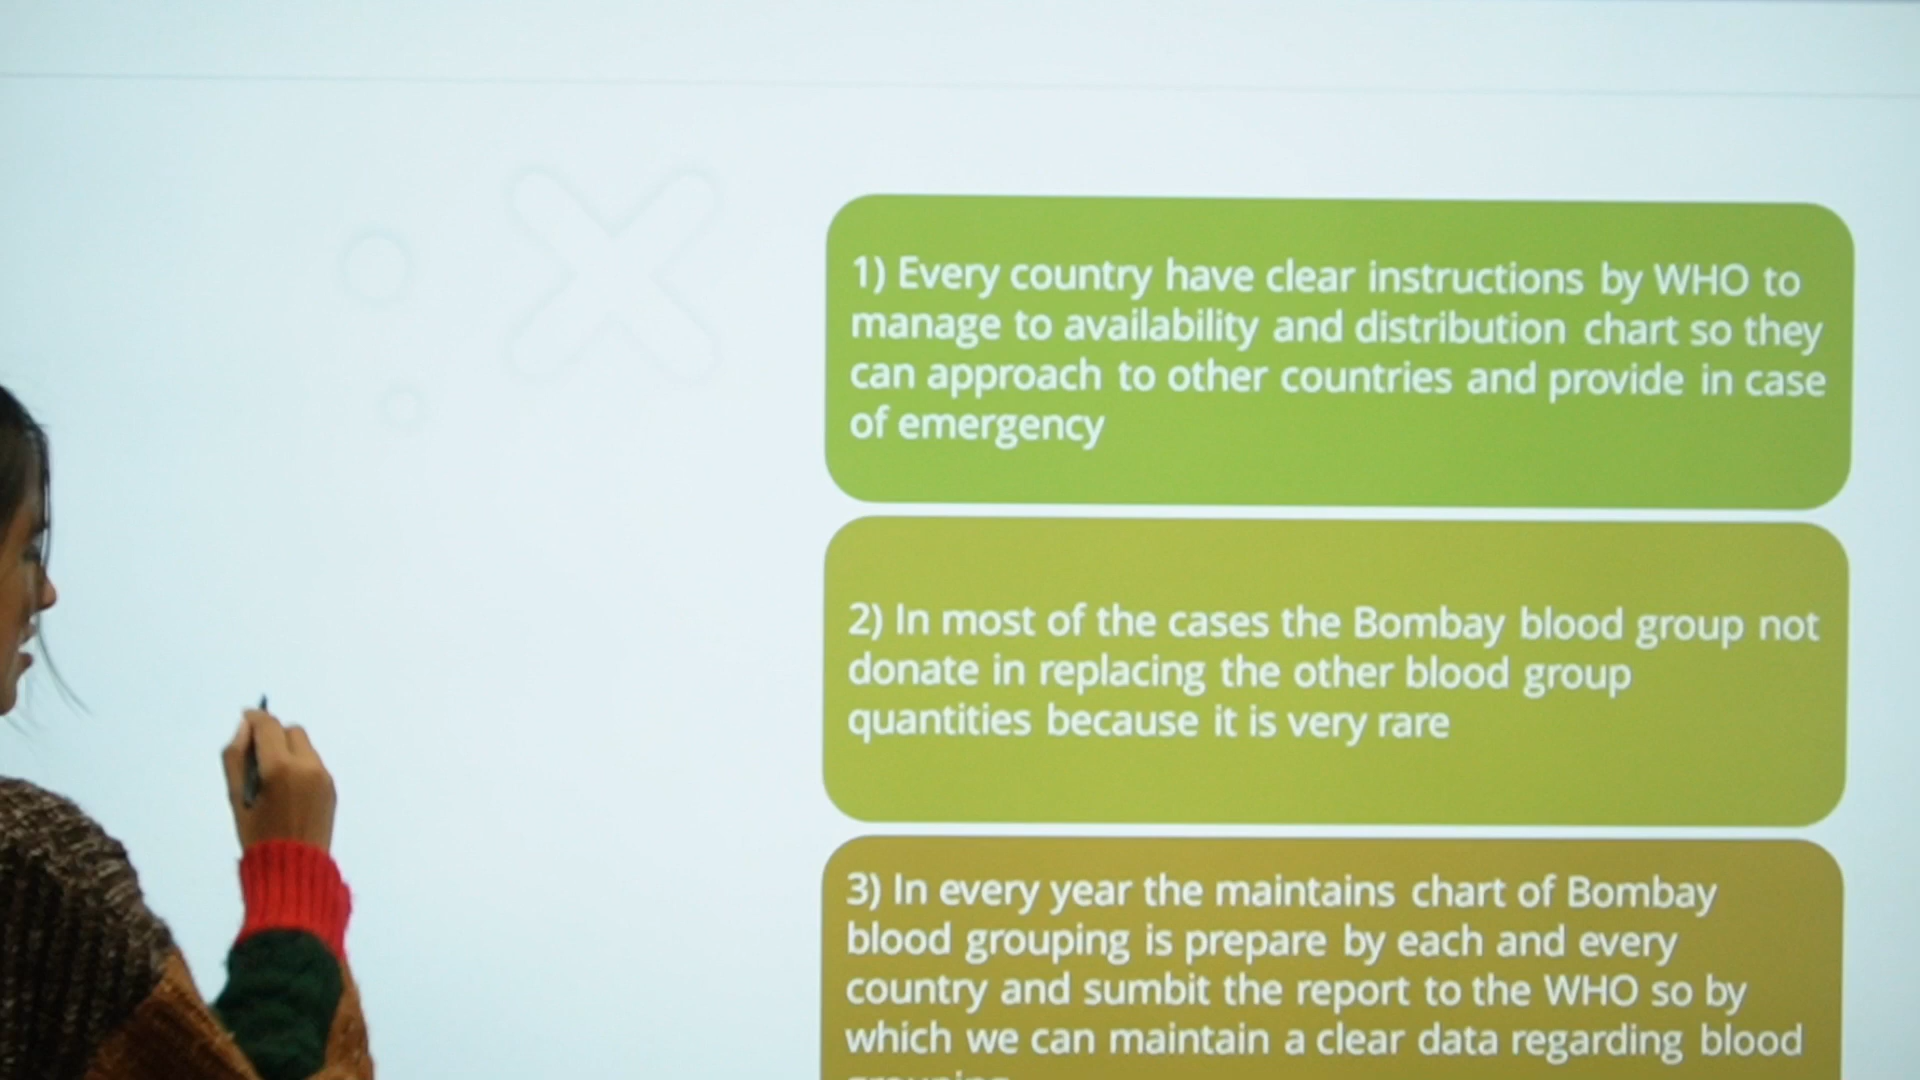 1) Every country have clear instructions by WHO to
manage to availability and distribution chart so they
can approach to other countries and provide in case
of emergency
2) In most of the cases the Bombay blood group not
donate in replacing the other blood group
quantities because it is very rare
3) In every year the maintains chart of Bombay
blood grouping is prepare by each and every
country and sumbit the report to the WHO so by
which we can maintain a clear data regarding blood